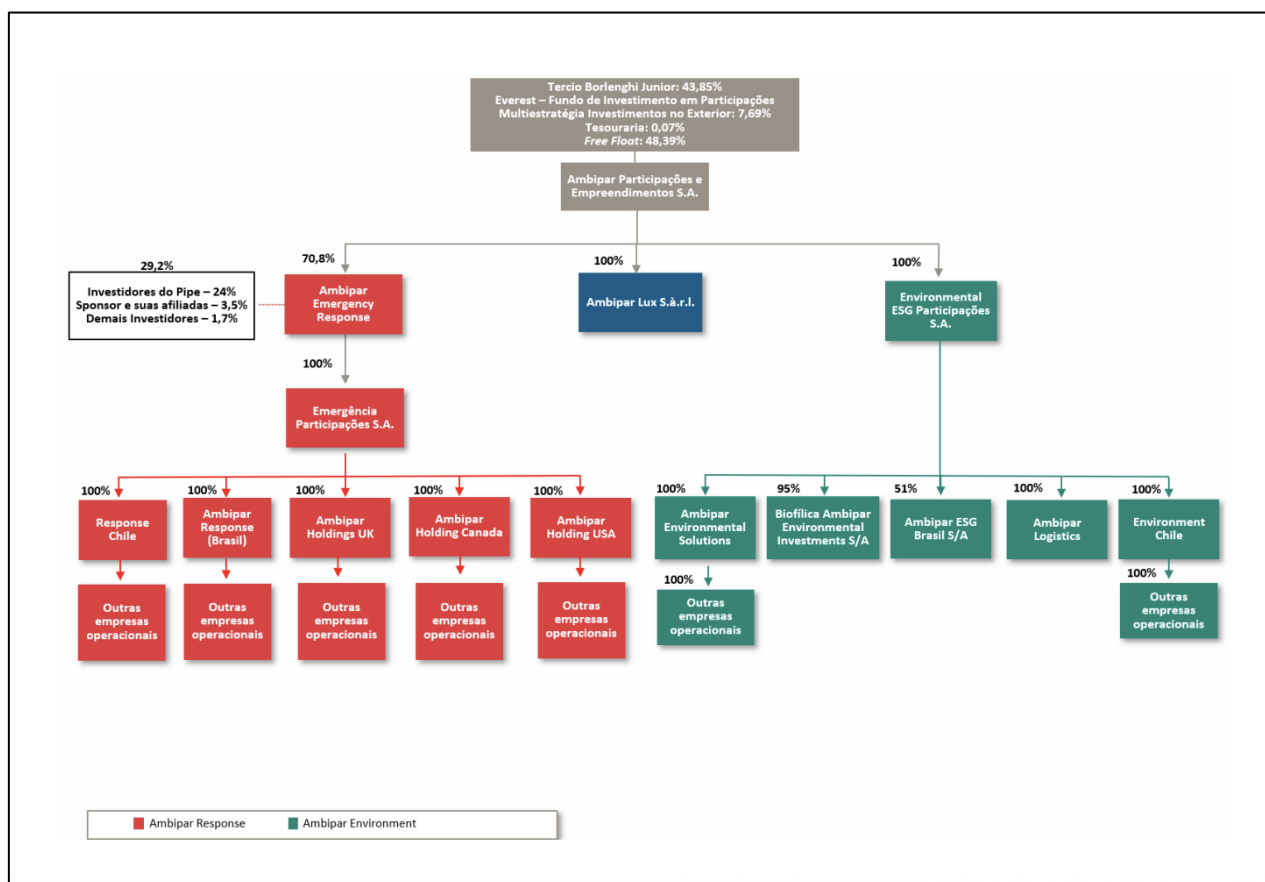 Tercio Borlenghi Junior: 43,85%
Everest – Fundo de Investimento em Participações
Multiestratégia Investimentos no Exterior: 7,69%
Tesouraria: 0,07%
Free Float: 48,39%
Ambipar Participações e
Empreendimentos S.A.
29,2%
Investidores do Pipe – 24%
Sponsor e suas afiliadas – 3,5%
Demais Investidores – 1,7%
70,8%
Ambipar
Emergency
Response
100%
Ambipar Lux S.à.r.l.
100%
Environmental
ESG Participações
S.A.
100%
Emergência
Participações S.A.
100%
Response
Chile
100%
Ambipar
Response
(Brasil)
100%
Ambipar
Holdings UK
100%
Ambipar
Holding Canada
100%
Ambipar
Holding USA
100%
Ambipar
Environmental
Solutions
95%
Biofílica Ambipar
Environmental
Investments S/A
51%
Ambipar ESG
Brasil S/A
100%
Ambipar
Logistics
100%
Environment
Chile
Outras
empresas
operacionais
Outras
empresas
operacionais
Outras
empresas
operacionais
Outras
empresas
operacionais
Outras
empresas
operacionais
100%
Outras
empresas
operacionais
100%
Outras
empresas
operacionais
Ambipar Response
Ambipar Environment